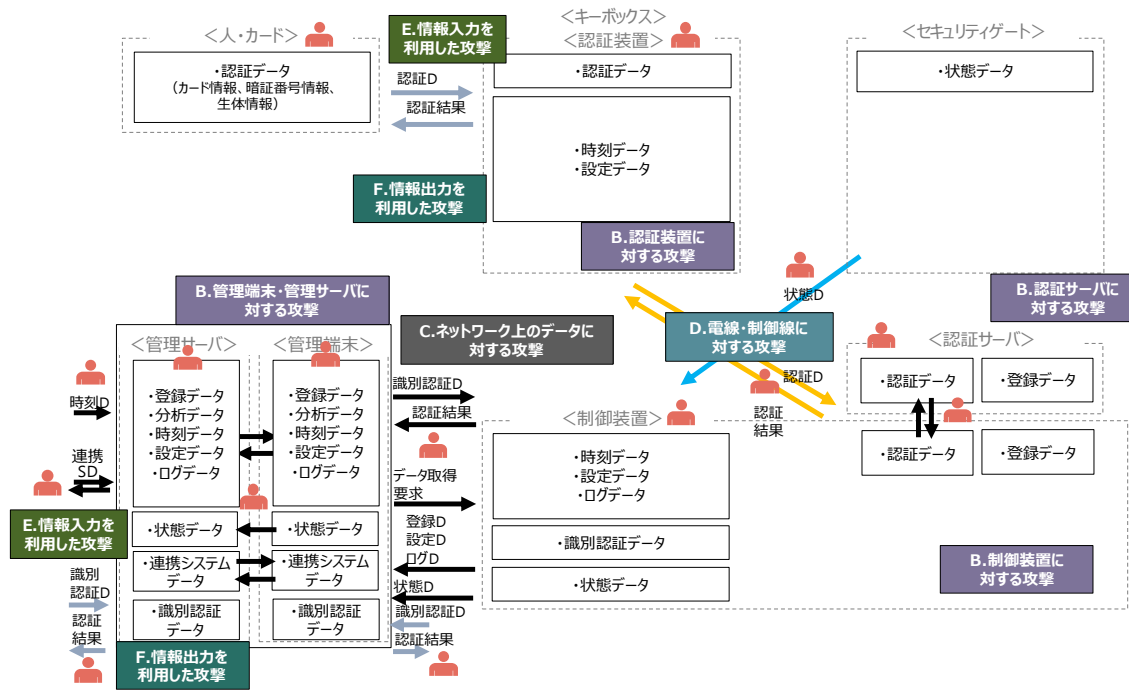 ＜人・カード＞
・認証データ
（カード情報、暗証番号情報、
生体情報）
E.情報入力を
利用した攻撃
認証D
認証結果
F.情報出力を
利用した攻撃
＜キーボックス＞
＜認証装置＞
・認証データ
・時刻データ
・設定データ
B.認証装置に
対する攻撃
＜セキュリティゲート＞
・状態データ
状態D
B.認証サーバに
対する攻撃
B.管理端末・管理サーバに
対する攻撃
C.ネットワーク上のデータに
対する攻撃
D.電線・制御線に
対する攻撃
認証D
認証
結果
＜認証サーバ＞
・認証データ
・登録データ
・認証データ
・登録データ
＜管理サーバ＞
・登録データ
・分析データ
・時刻データ
・設定データ
・ログデータ
・状態データ
・連携システム
データ
・識別認証
データ
＜管理端末＞
・登録データ
・分析データ
・時刻データ
・設定データ
・ログデータ
・状態データ
・連携システム
データ
・識別認証
データ
時刻D
連携
SD
E.情報入力を
利用した攻撃
識別
認証D
認証
結果
F.情報出力を
利用した攻撃
識別認証D
認証結果
データ取得
要求
登録D
設定D
ログD
状態D
識別認証D
認証結果
＜制御装置＞
・時刻データ
・設定データ
・ログデータ
・識別認証データ
・状態データ
B.制御装置に
対する攻撃